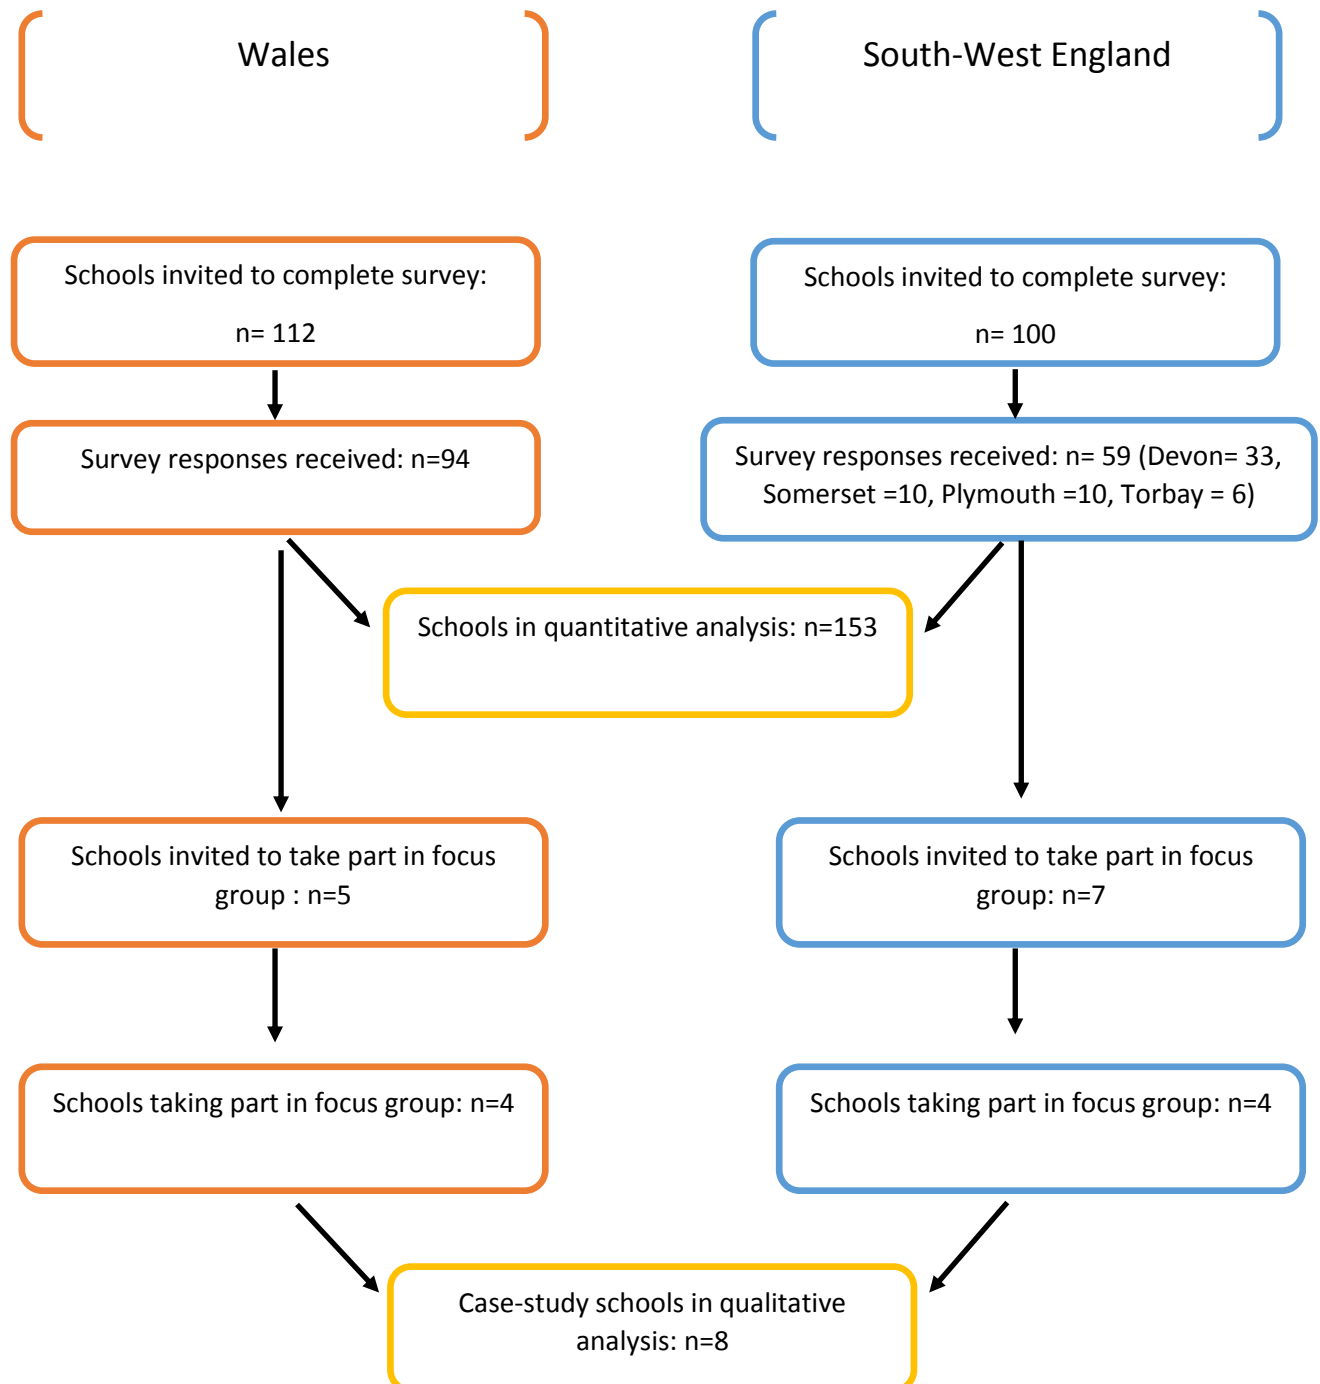 Wales
South-West England
Schools invited to complete survey:
n= 112
Schools invited to complete survey:
n= 100
Survey responses received: n=94
Survey responses received: n= 59 (Devon= 33,
Somerset =10, Plymouth =10, Torbay = 6)
Schools in quantitative analysis: n=153
Schools invited to take part in focus
group : n=5
Schools invited to take part in focus
group: n=7
Schools taking part in focus group: n=4
Schools taking part in focus group: n=4
Case-study schools in qualitative
analysis: n=8